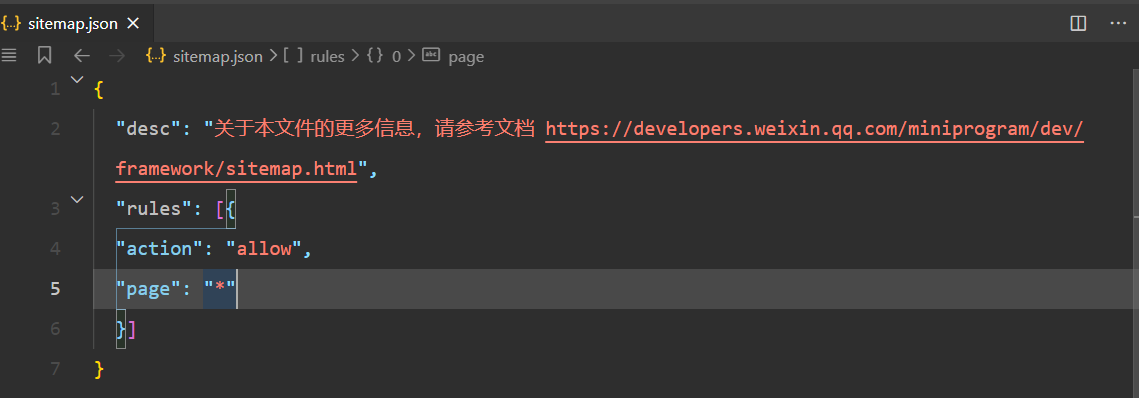 {..} sitemap.json ×
{..} sitemap.json > [ ] rules > {} 0 > abc page
1 {
2 "desc": "关于本文件的更多信息，请参考文档 https://developers.weixin.qq.com/miniprogram/dev/
framework/sitemap.html",
3 "rules": [{
4 "action": "allow",
5 "page": "*"
6 }]
7 }